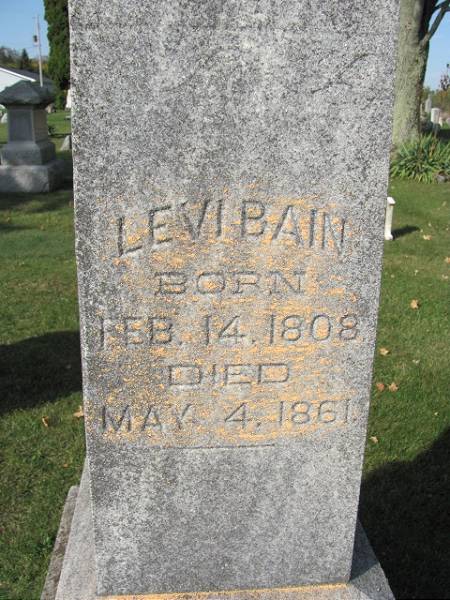 LEVI BAIN
BORN
FEB. 14, 1808
DIED
MAY 4, 1861